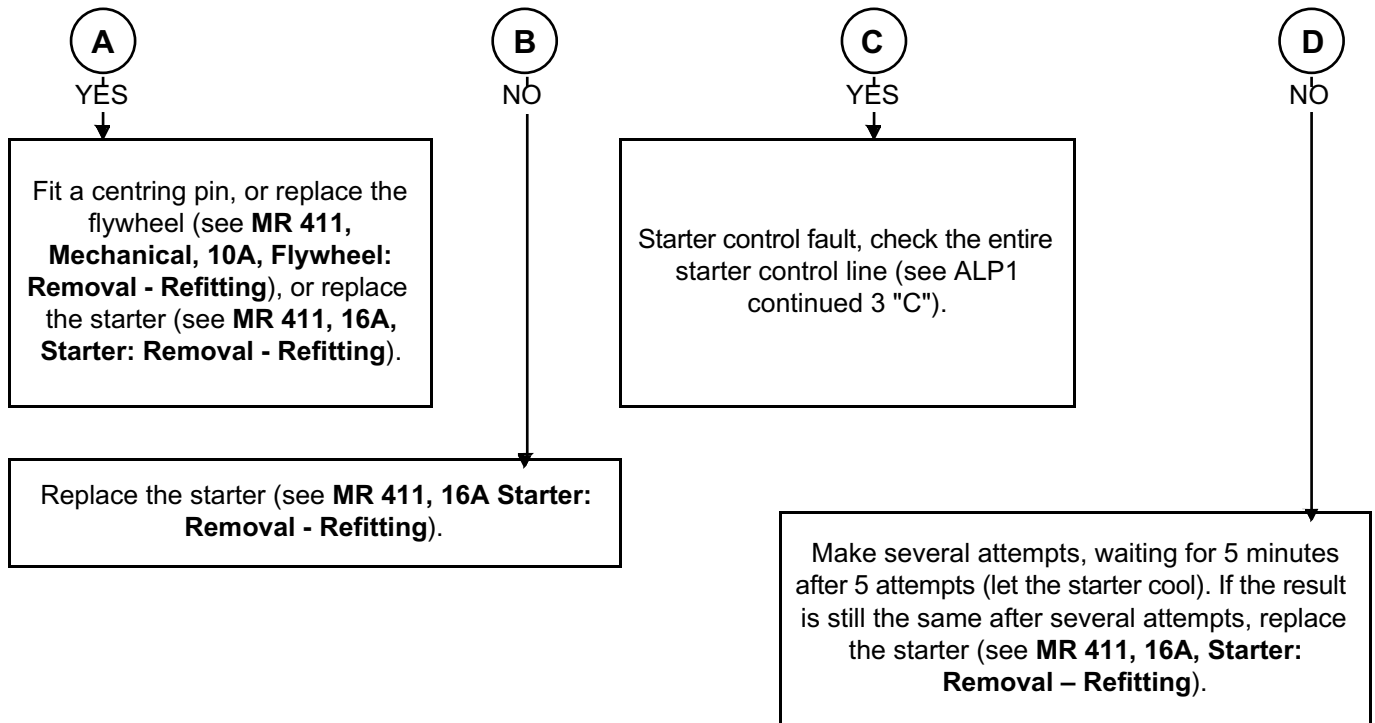 A
B
C
D
YES
NO
YES
NO
Fit a centring pin, or replace the
flywheel (see MR 411,
Mechanical, 10A, Flywheel:
Removal - Refitting), or replace
the starter (see MR 411, 16A,
Starter: Removal - Refitting).
Starter control fault, check the entire
starter control line (see ALP1
continued 3 "C").
Replace the starter (see MR 411, 16A Starter:
Removal - Refitting).
Make several attempts, waiting for 5 minutes
after 5 attempts (let the starter cool). If the result
is still the same after several attempts, replace
the starter (see MR 411, 16A, Starter:
Removal – Refitting).